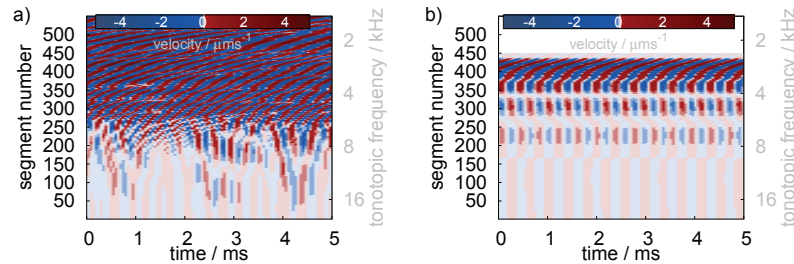 a)
-4 -2 0 2 4
velocity / μms⁻¹
segment number
550
500
450
400
350
300
250
200
150
100
50
0 1 2 3 4 5
time / ms
2
4
8
16
tonotopic frequency / kHz
b)
-4 -2 0 2 4
velocity / μms⁻¹
segment number
500
450
400
350
300
250
200
150
100
50
0 1 2 3 4 5
time / ms
2
4
8
16
tonotopic frequency / kHz